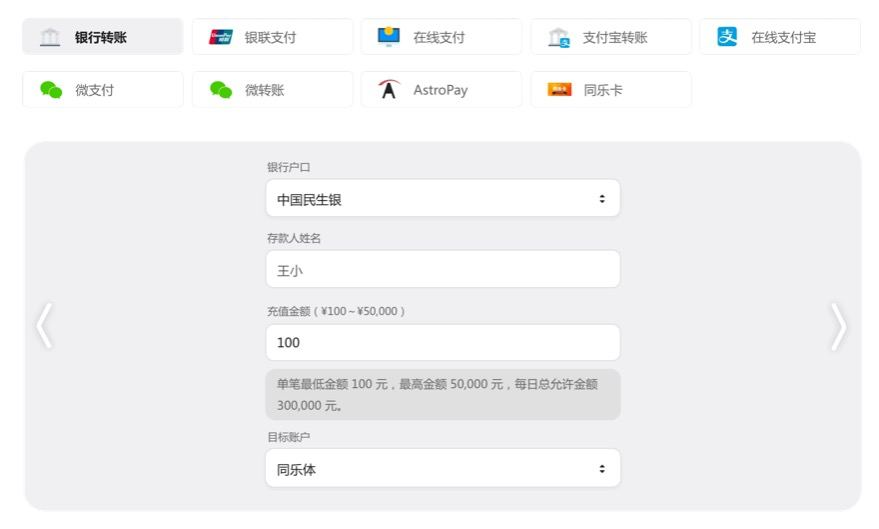 银行转账
银联支付
在线支付
支付宝转账
在线支付宝
微支付
微转账
AstroPay
同乐卡
银行户口
中国民生银
存款人姓名
王小
充值金额 ( ¥100 ~ ¥50,000 )
100
单笔最低金额 100 元，最高金额 50,000 元，每日总允许金额
300,000 元。
目标账户
同乐体